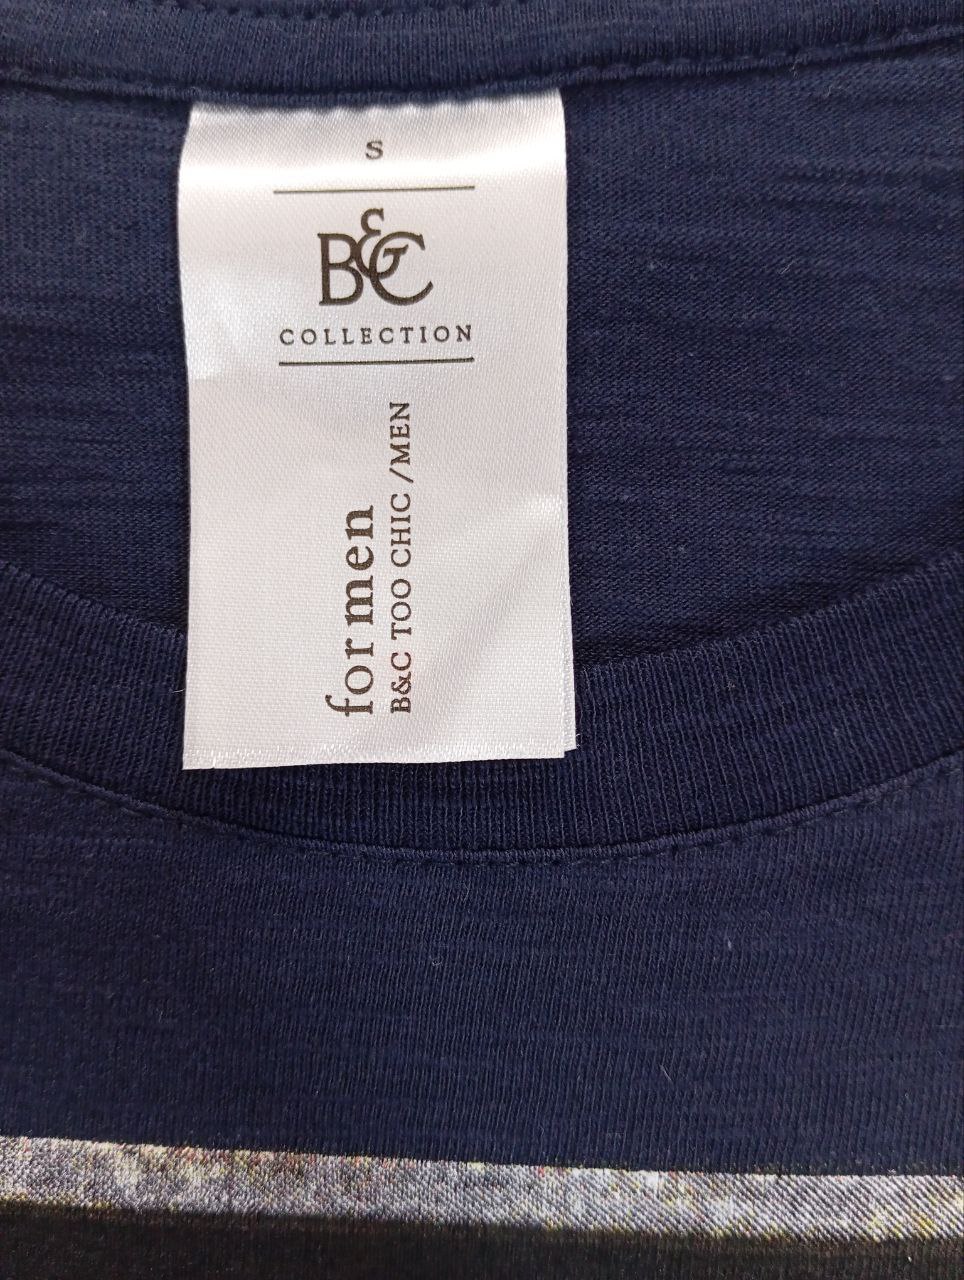 S
B&C
COLLECTION
for men
B&C TOO CHIC /MEN